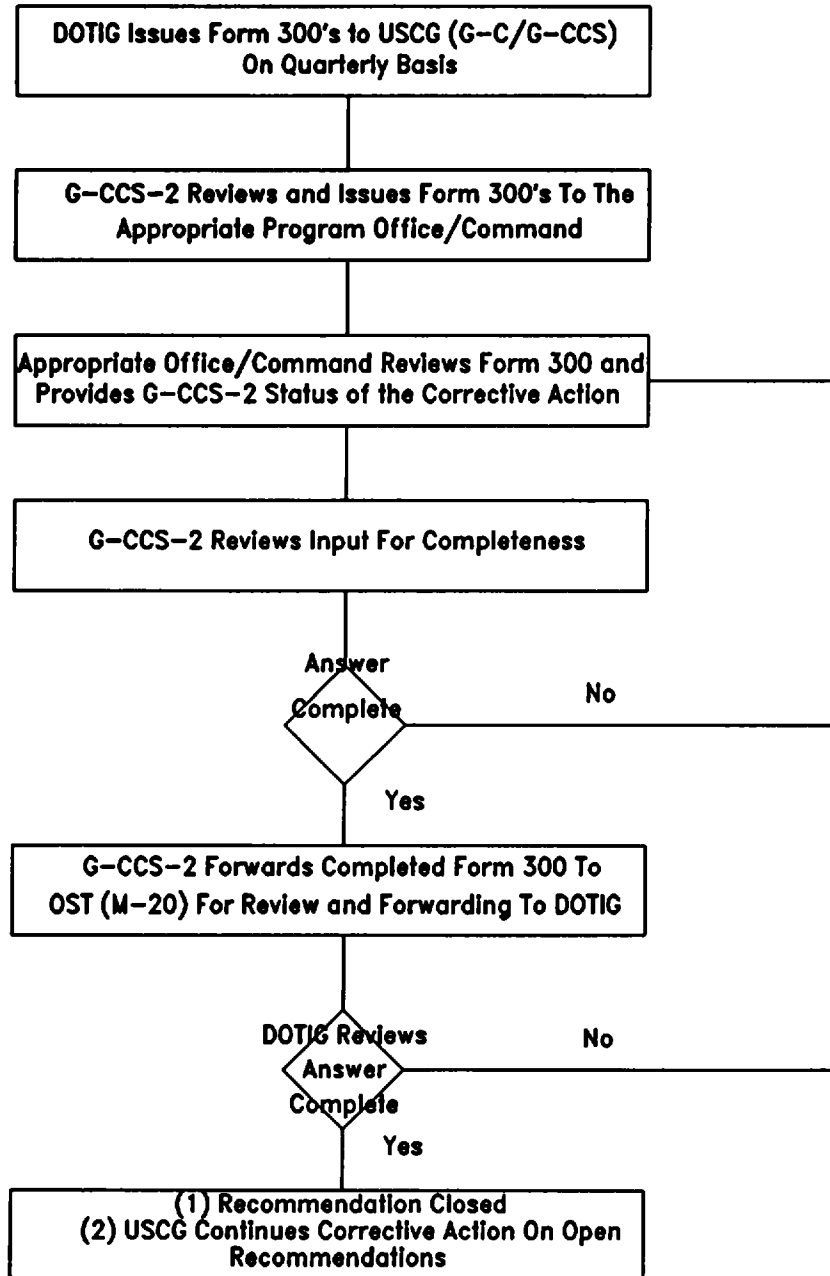 DOTIG Issues Form 300's to USCG (G-C/G-CCS)
On Quarterly Basis
G-CCS-2 Reviews and Issues Form 300's To The
Appropriate Program Office/Command
Appropriate Office/Command Reviews Form 300 and
Provides G-CCS-2 Status of the Corrective Action
G-CCS-2 Reviews Input For Completeness
Answer
Complete
No
Yes
G-CCS-2 Forwards Completed Form 300 To
OST (M-20) For Review and Forwarding To DOTIG
DOTIG Reviews
Answer
Complete
No
Yes
(1) Recommendation Closed
(2) USCG Continues Corrective Action On Open
Recommendations